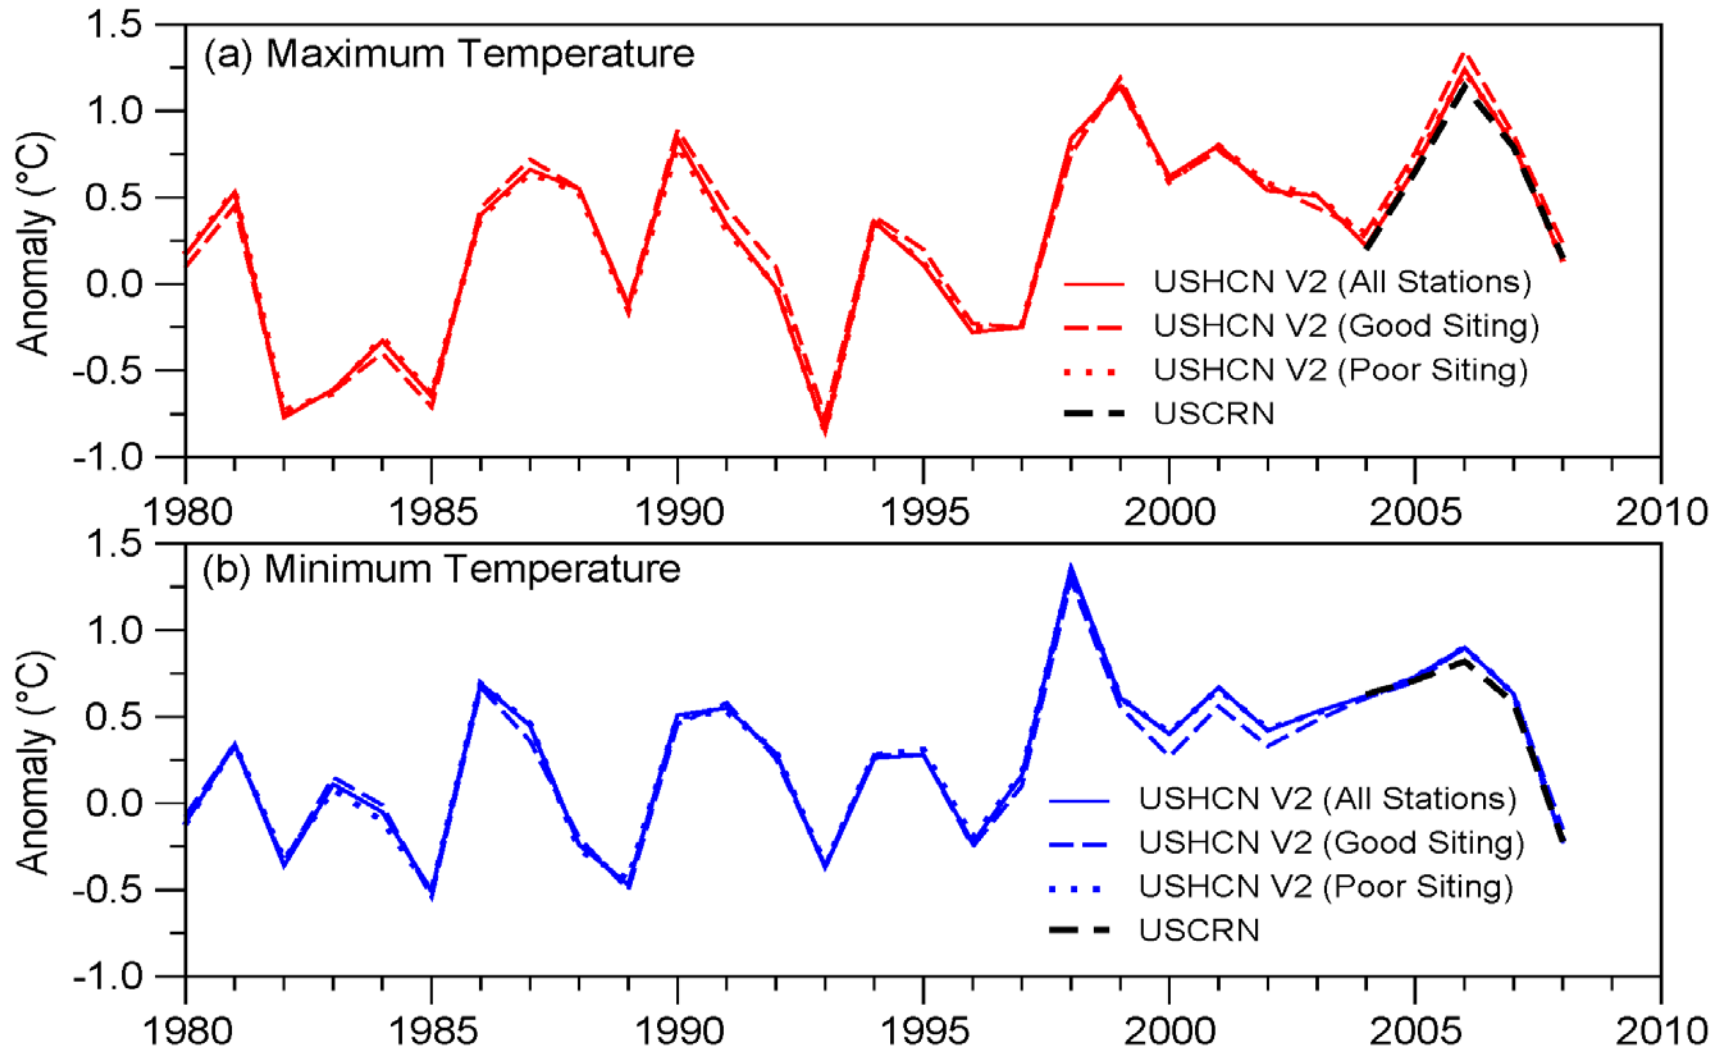 (a) Maximum Temperature
Anomaly (°C)
1.5
1.0
0.5
0.0
-0.5
-1.0
USHCN V2 (All Stations)
USHCN V2 (Good Siting)
USHCN V2 (Poor Siting)
USCRN
1980 1985 1990 1995 2000 2005 2010
(b) Minimum Temperature
Anomaly (°C)
1.5
1.0
0.5
0.0
-0.5
-1.0
USHCN V2 (All Stations)
USHCN V2 (Good Siting)
USHCN V2 (Poor Siting)
USCRN
1980 1985 1990 1995 2000 2005 2010